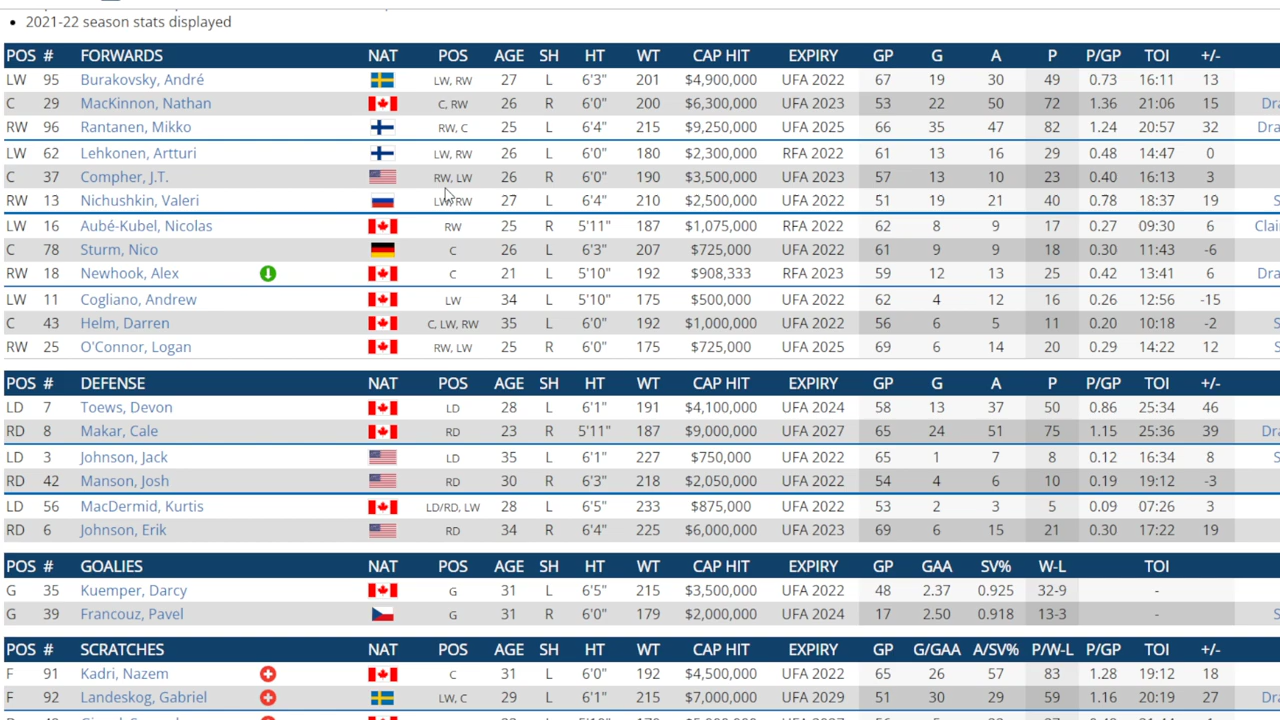 2021-22 season stats displayed
POS # FORWARDS NAT POS AGE SH HT WT CAP HIT EXPIRY GP G A P P/GP TOI +/-
LW 95 Burakovsky, André LW, RW 27 L 6'3" 201 $4,900,000 UFA 2022 67 19 30 49 0.73 16:11 13
C 29 MacKinnon, Nathan C, RW 26 R 6'0" 200 $6,300,000 UFA 2023 53 22 50 72 1.36 21:06 15 Dra
RW 96 Rantanen, Mikko RW, C 25 L 6'4" 215 $9,250,000 UFA 2025 66 35 47 82 1.24 20:57 32 Dra
LW 62 Lehkonen, Artturi LW, RW 26 L 6'0" 180 $2,300,000 RFA 2022 61 13 16 29 0.48 14:47 0
C 37 Compher, J.T. RW, LW 26 R 6'0" 190 $3,500,000 UFA 2023 57 13 10 23 0.40 16:13 3
RW 13 Nichushkin, Valeri LW, RW 27 L 6'4" 210 $2,500,000 UFA 2022 51 19 21 40 0.78 18:37 19 S
LW 16 Aubé-Kubel, Nicolas RW 25 R 5'11" 187 $1,075,000 RFA 2022 62 8 9 17 0.27 09:30 6 Clai
C 78 Sturm, Nico C 26 L 6'3" 207 $725,000 UFA 2022 61 9 9 18 0.30 11:43 -6
RW 18 Newhook, Alex C 21 L 5'10" 192 $908,333 RFA 2023 59 12 13 25 0.42 13:41 6 Dra
LW 11 Cogliano, Andrew LW 34 L 5'10" 175 $500,000 UFA 2022 62 4 12 16 0.26 12:56 -15
C 43 Helm, Darren C, LW, RW 35 L 6'0" 192 $1,000,000 UFA 2022 56 6 5 11 0.20 10:18 -2 S
RW 25 O'Connor, Logan RW, LW 25 R 6'0" 175 $725,000 UFA 2025 69 6 14 20 0.29 14:22 12 S
POS # DEFENSE NAT POS AGE SH HT WT CAP HIT EXPIRY GP G A P P/GP TOI +/-
LD 7 Toews, Devon LD 28 L 6'1" 191 $4,100,000 UFA 2024 58 13 37 50 0.86 25:34 46
RD 8 Makar, Cale RD 23 R 5'11" 187 $9,000,000 UFA 2027 65 24 51 75 1.15 25:36 39 Dra
LD 3 Johnson, Jack LD 35 L 6'1" 227 $750,000 UFA 2022 65 1 7 8 0.12 16:34 8 S
RD 42 Manson, Josh RD 30 R 6'3" 218 $2,050,000 UFA 2022 54 4 6 10 0.19 19:12 -3
LD 56 MacDermid, Kurtis LD/RD, LW 28 L 6'5" 233 $875,000 UFA 2022 53 2 3 5 0.09 07:26 3
RD 6 Johnson, Erik RD 34 R 6'4" 225 $6,000,000 UFA 2023 69 6 15 21 0.30 17:22 19
POS # GOALIES NAT POS AGE SH HT WT CAP HIT EXPIRY GP GAA SV% W-L TOI
G 35 Kuemper, Darcy G 31 L 6'5" 215 $3,500,000 UFA 2022 48 2.37 0.925 32-9 -
G 39 Francouz, Pavel G 31 R 6'0" 179 $2,000,000 UFA 2024 17 2.50 0.918 13-3 - S
POS # SCRATCHES NAT POS AGE SH HT WT CAP HIT EXPIRY GP G/GAA A/SV% P/W-L P/GP TOI +/-
F 91 Kadri, Nazem C 31 L 6'0" 192 $4,500,000 UFA 2022 65 26 57 83 1.28 19:12 18
F 92 Landeskog, Gabriel LW, C 29 L 6'1" 215 $7,000,000 UFA 2029 51 30 29 59 1.16 20:19 27 Dra